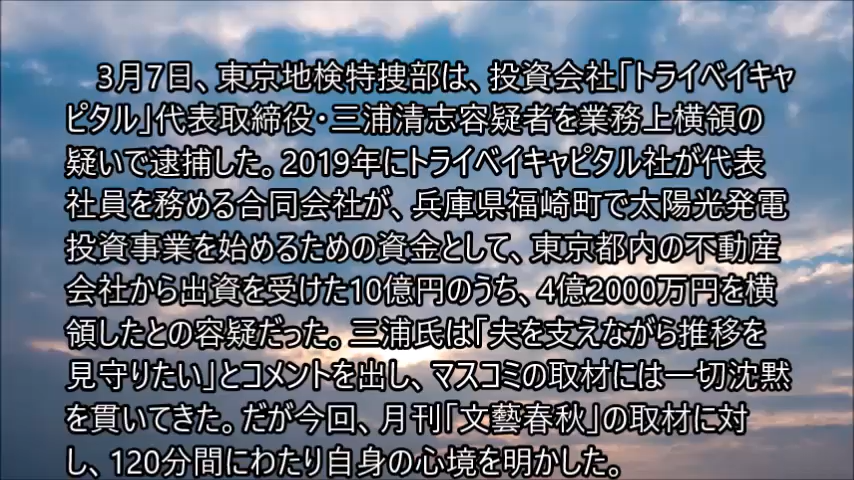 3月7日、東京地検特捜部は、投資会社「トライベイキャ
ピタル」代表取締役・三浦清志容疑者を業務上横領の
疑いで逮捕した。2019年にトライベイキャピタル社が代表
社員を務める合同会社が、兵庫県福崎町で太陽光発電
投資事業を始めるための資金として、東京都内の不動産
会社から出資を受けた10億円のうち、4億2000万円を横
領したとの容疑だった。三浦氏は「夫を支えながら推移を
見守りたい」とコメントを出し、マスコミの取材には一切沈黙
を貫いてきた。だが今回、月刊「文藝春秋」の取材に対
し、120分間にわたり自身の心境を明かした。